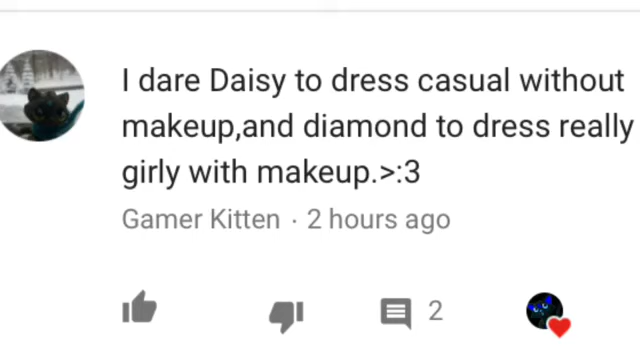 I dare Daisy to dress casual without
makeup,and diamond to dress really
girly with makeup.>:3
Gamer Kitten · 2 hours ago
2